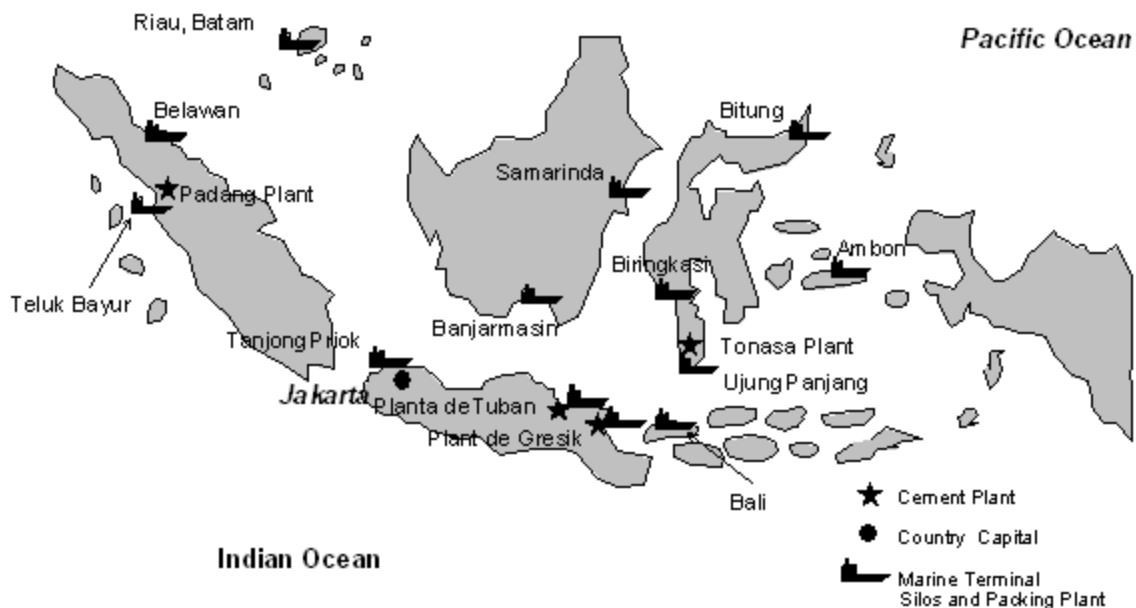 Riau, Batam
Pacific Ocean
Belawan
Bitung
Samarinda
Padang Plant
Ambon
Biringkasi
Teluk Bayur
Banjarmasin
Tanjong Priok
Tonasa Plant
Ujung Panjang
Jakarta
Planta de Tuban
Plant de Gresik
Bali
Cement Plant
Country Capital
Indian Ocean
Marine Terminal
Silos and Packing Plant